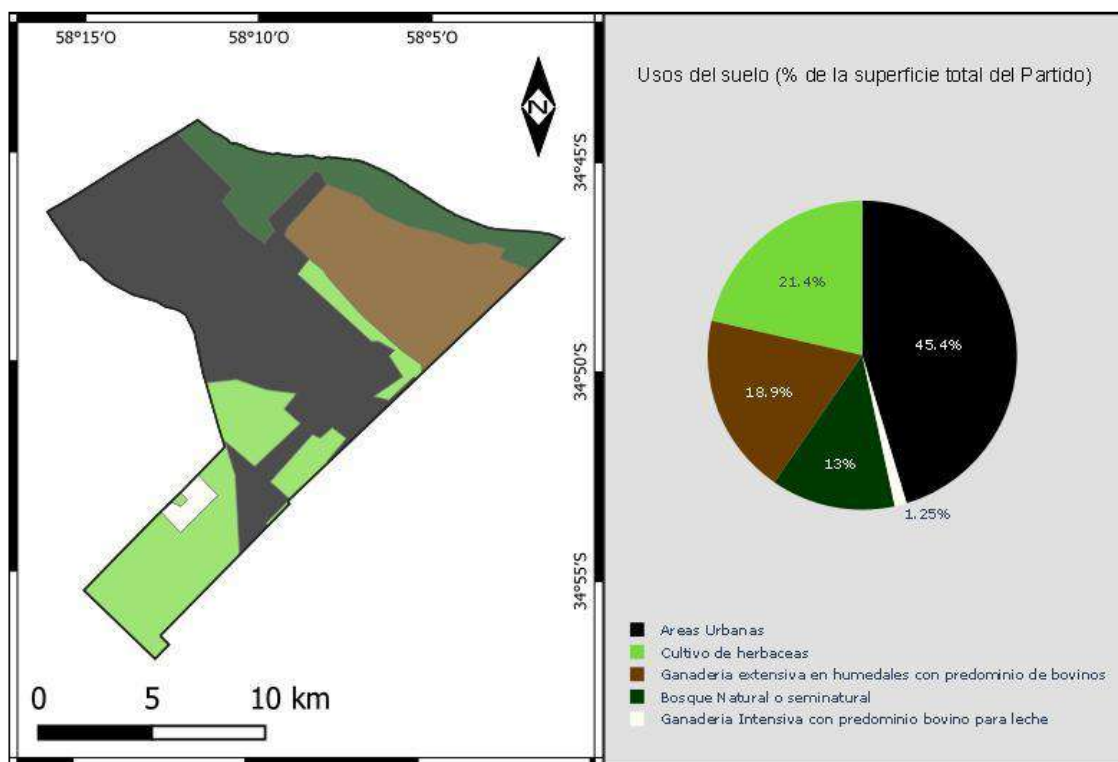 58°15'O 58°10'O 58°5'O
N
34°45'S
34°50'S
34°55'S
0 5 10 km
Usos del suelo (% de la superficie total del Partido)
21.4%
45.4%
18.9%
13%
1.25%
Areas Urbanas
Cultivo de herbaceas
Ganadería extensiva en humedales con predominio de bovinos
Bosque Natural o seminatural
Ganadería Intensiva con predominio bovino para leche